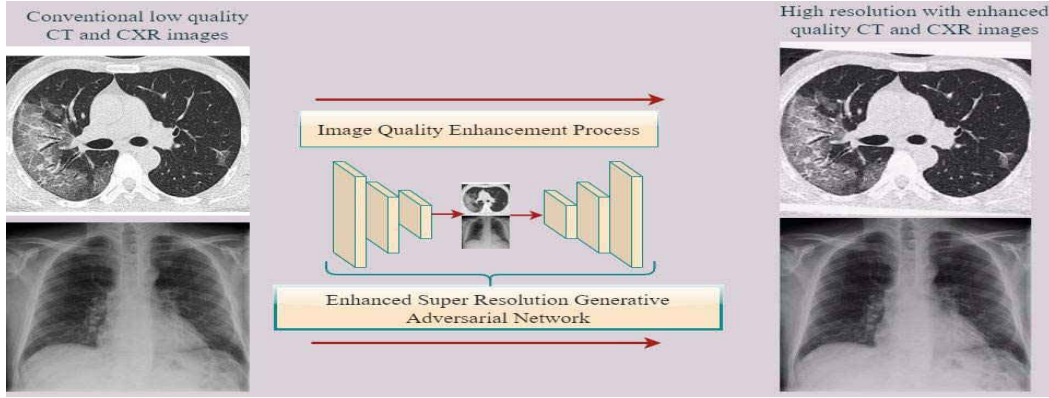 Conventional low quality
CT and CXR images
High resolution with enhanced
quality CT and CXR images
Image Quality Enhancement Process
Enhanced Super Resolution Generative
Adversarial Network